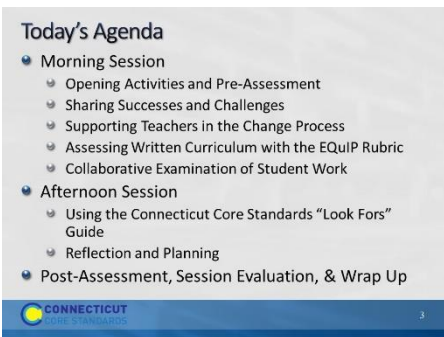 Today's Agenda
Morning Session
Opening Activities and Pre-Assessment
Sharing Successes and Challenges
Supporting Teachers in the Change Process
Assessing Written Curriculum with the EQuIP Rubric
Collaborative Examination of Student Work
Afternoon Session
Using the Connecticut Core Standards “Look Fors”
Guide
Reflection and Planning
Post-Assessment, Session Evaluation, & Wrap Up
CONNECTICUT
CORE STANDARDS
3